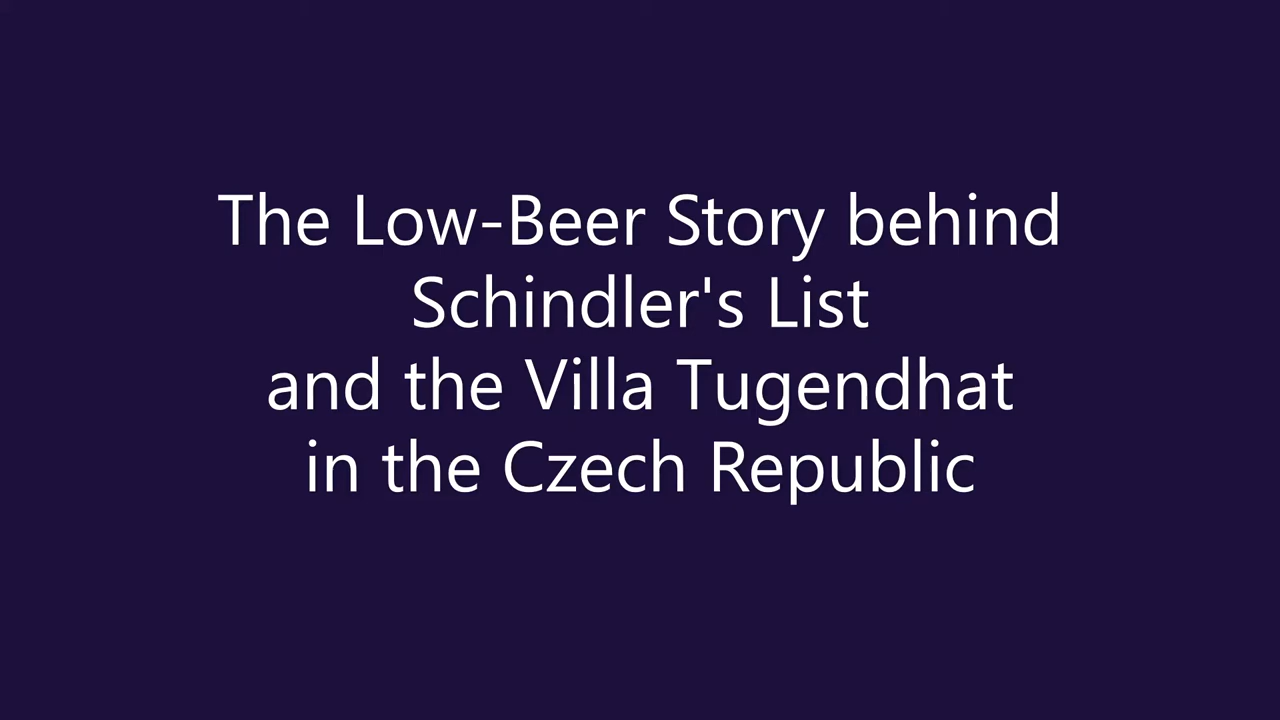 The Low-Beer Story behind
Schindler's List
and the Villa Tugendhat
in the Czech Republic